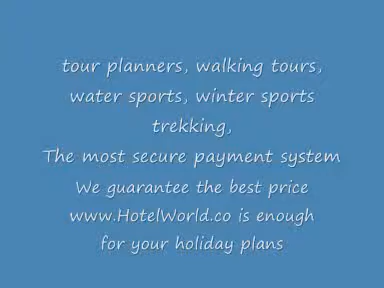 tour planners, walking tours,
water sports, winter sports
trekking,
The most secure payment system
We guarantee the best price
www.HotelWorld.co is enough
for your holiday plans